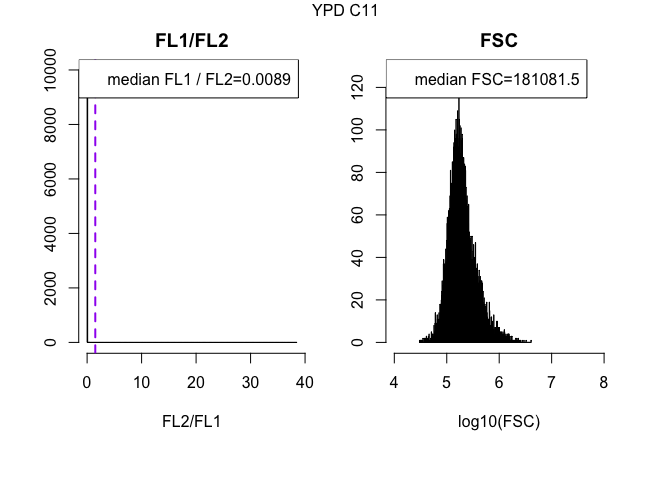 YPD C11
FL1/FL2
FSC
median FL1 / FL2=0.0089
median FSC=181081.5
10000
8000
6000
4000
2000
0
120
100
80
60
40
20
0
0 10 20 30 40
4 5 6 7 8
FL2/FL1
log10(FSC)